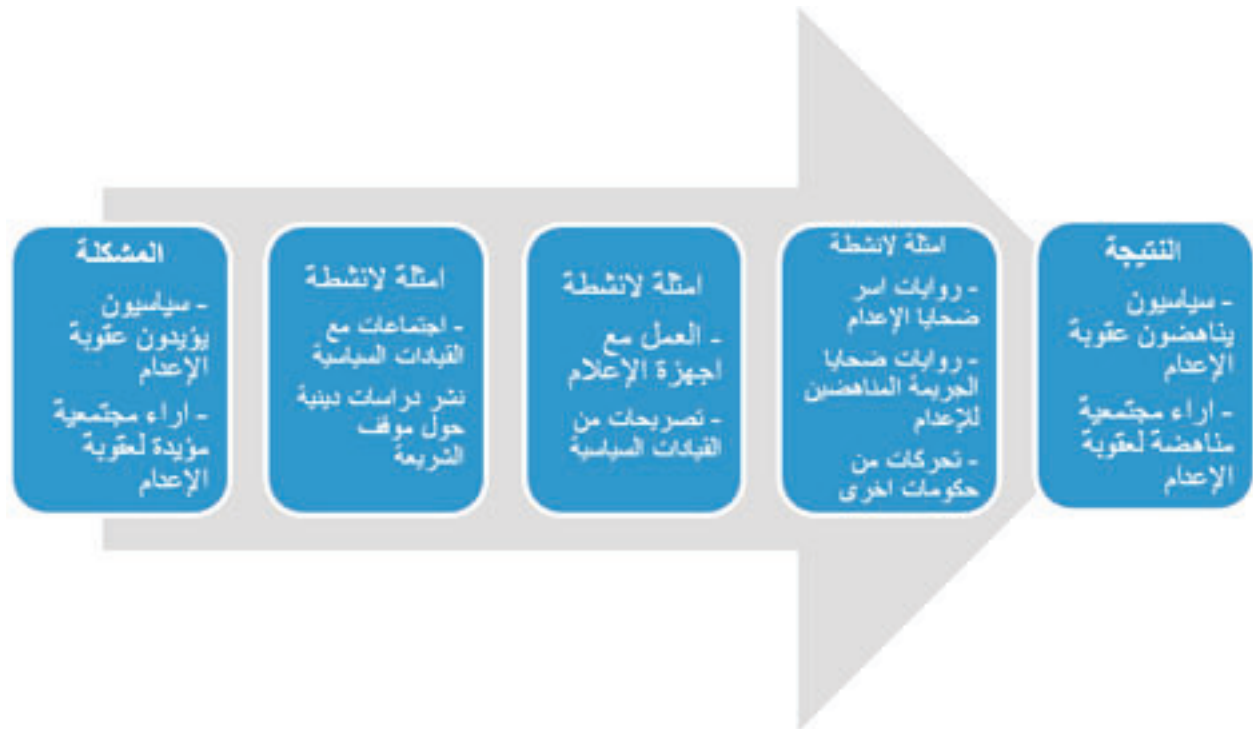 المشكلة
- سياسيون
يؤيدون عقوبة
الإعدام
- اراء مجتمعية
مؤيدة لعقوبة
الإعدام
امثلة لانشطة
- اجتماعات مع
القيادات السياسية
نشر دراسات دينية
حول موقف
الشريعة
امثلة لانشطة
- العمل مع
اجهزة الإعلام
- تصريحات من
القيادات السياسية
امثلة لانشطة
- روايات اسر
ضحايا الإعدام
- روايات ضحايا
الجريمة المناهضين
للإعدام
- تحركات من
حكومات اخرى
النتيجة
- سياسيون
يناهضون عقوبة
الإعدام
- اراء مجتمعية
مناهضة لعقوبة
الإعدام